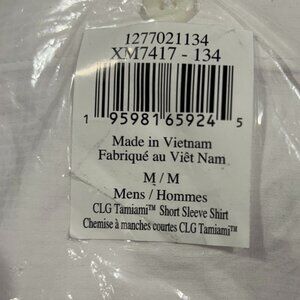 1277021134
XM7417 - 134
1 95981 65924 5
Made in Vietnam
Fabriqué au Viêt Nam
M / M
Mens / Hommes
CLG Tamiami™ Short Sleeve Shirt
Chemise à manches courtes CLG Tamiami™